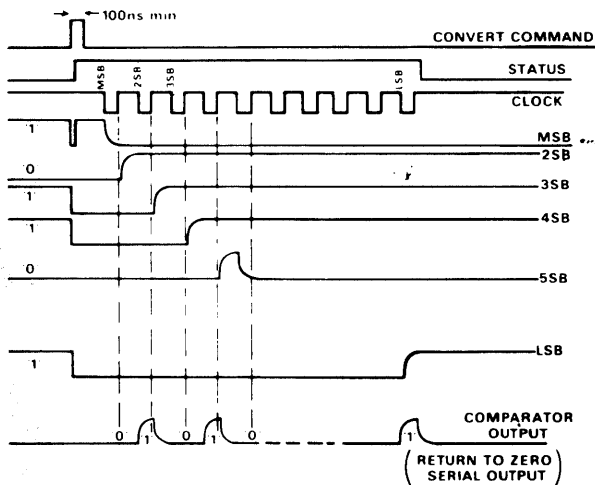 100ns min
CONVERT COMMAND
STATUS
MSB
2SB
3SB
LSB
CLOCK
1
MSB
0
2SB
1
3SB
1
4SB
0
5SB
1
LSB
0 1 0 1 0 1
COMPARATOR
OUTPUT
(RETURN TO ZERO
SERIAL OUTPUT)